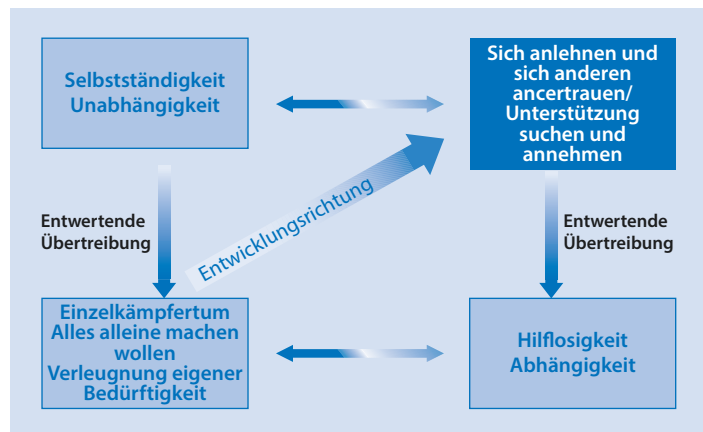 Selbstständigkeit
Unabhängigkeit
Sich anlehnen und
sich anderen
ancertrauen/
Unterstützung
suchen und
annehmen
Entwertende
Übertreibung
Entwicklungsrichtung
Entwertende
Übertreibung
Einzelkämpfertum
Alles alleine machen
wollen
Verleugnung eigener
Bedürftigkeit
Hilflosigkeit
Abhängigkeit